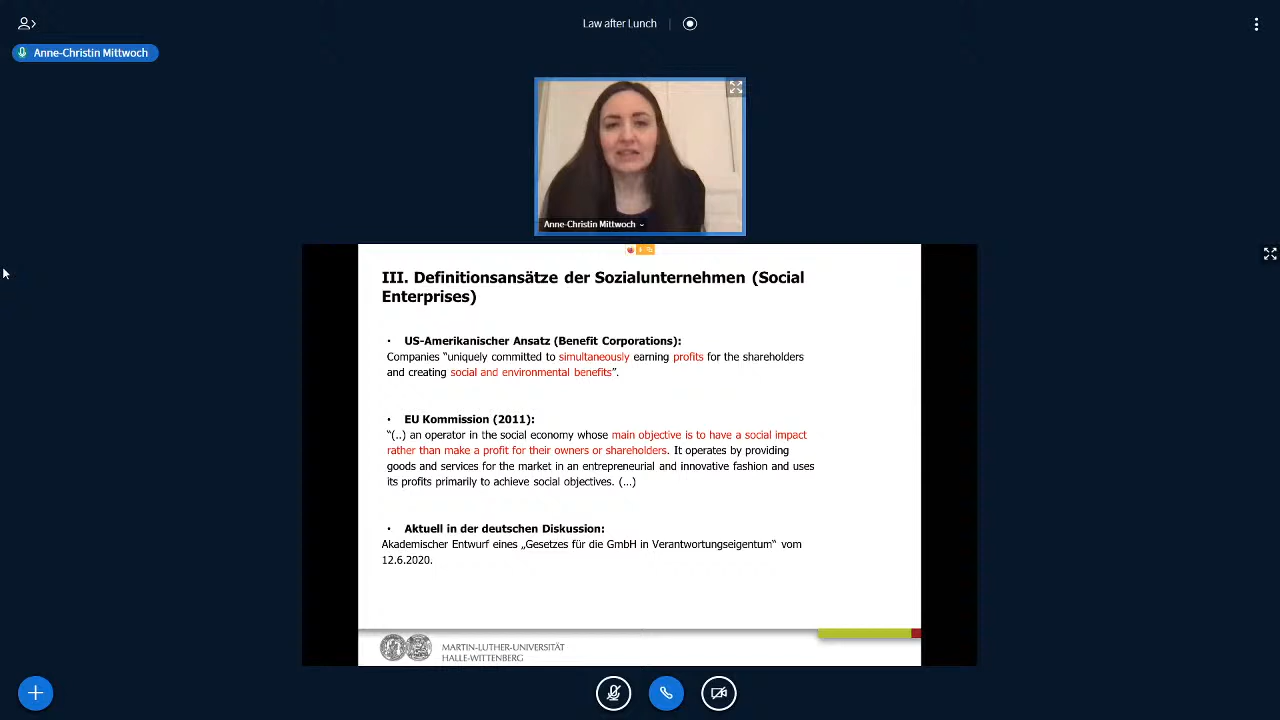 Law after Lunch
Anne-Christin Mittwoch
Anne-Christin Mittwoch
III. Definitionsansätze der Sozialunternehmen (Social
Enterprises)
• US-Amerikanischer Ansatz (Benefit Corporations):
Companies “uniquely committed to simultaneously earning profits for the shareholders
and creating social and environmental benefits”.
• EU Kommission (2011):
“(..) an operator in the social economy whose main objective is to have a social impact
rather than make a profit for their owners or shareholders. It operates by providing
goods and services for the market in an entrepreneurial and innovative fashion and uses
its profits primarily to achieve social objectives. (...)
• Aktuell in der deutschen Diskussion:
Akademischer Entwurf eines „Gesetzes für die GmbH in Verantwortungseigentum“ vom
12.6.2020.
MARTIN-LUTHER-UNIVERSITÄT
HALLE-WITTENBERG